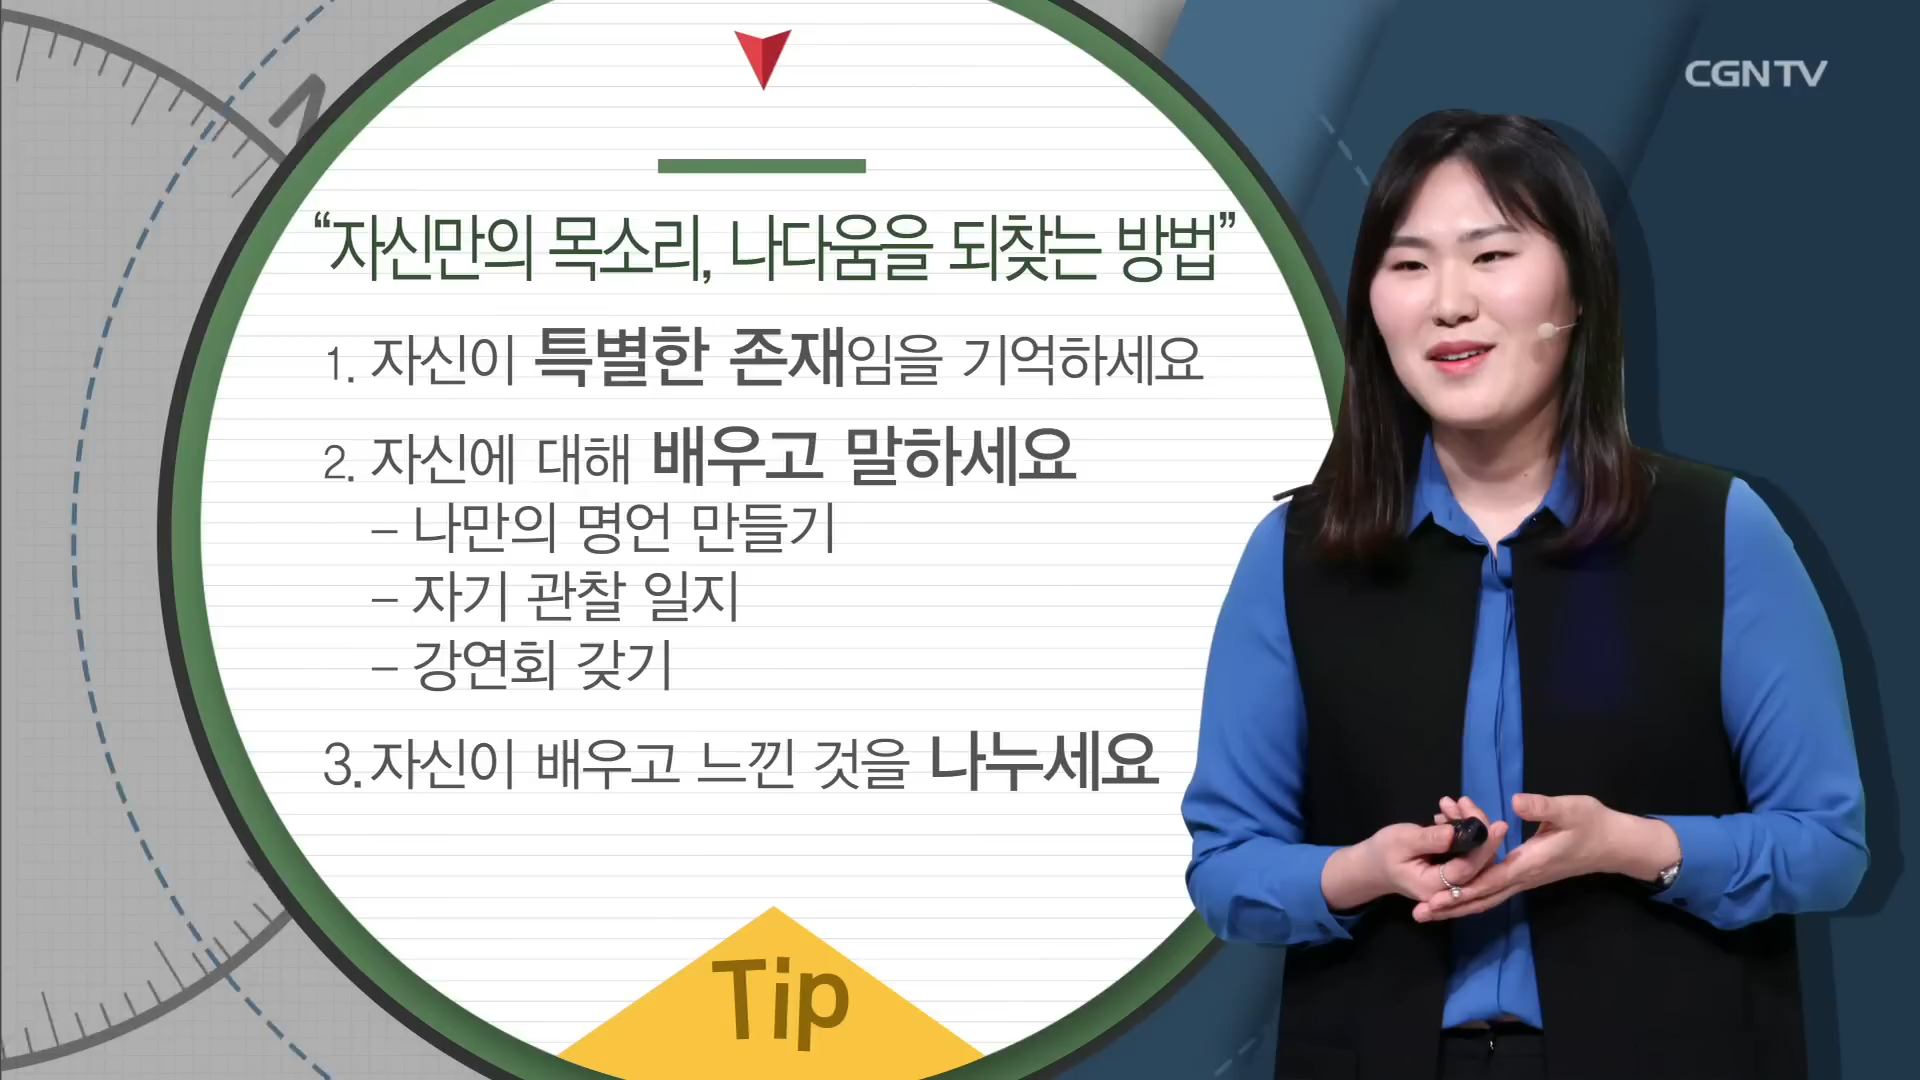 CGNTV
“자신만의 목소리, 나다움을 되찾는 방법”
1. 자신이 특별한 존재임을 기억하세요
2. 자신에 대해 배우고 말하세요
– 나만의 명언 만들기
– 자기 관찰 일지
– 강연회 갖기
3. 자신이 배우고 느낀 것을 나누세요
Tip